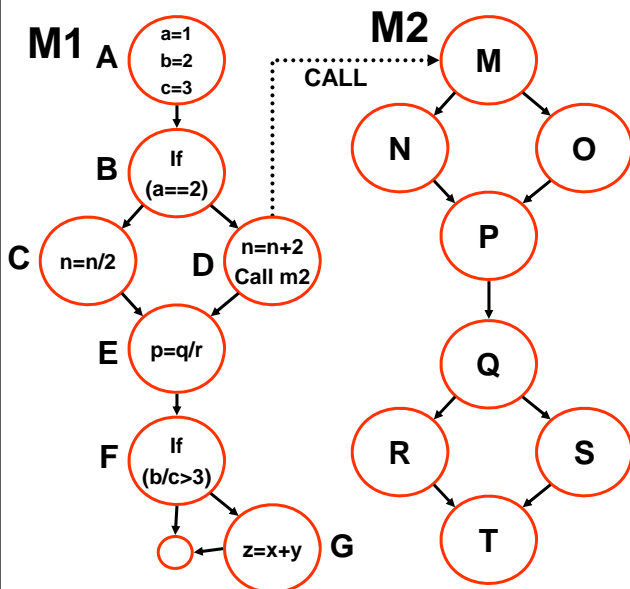 M1
A
a=1
b=2
c=3
B
If
(a==2)
C
n=n/2
D
n=n+2
Call m2
E
p=q/r
F
If
(b/c>3)
z=x+y
G
CALL
M2
M
N
O
P
Q
R
S
T